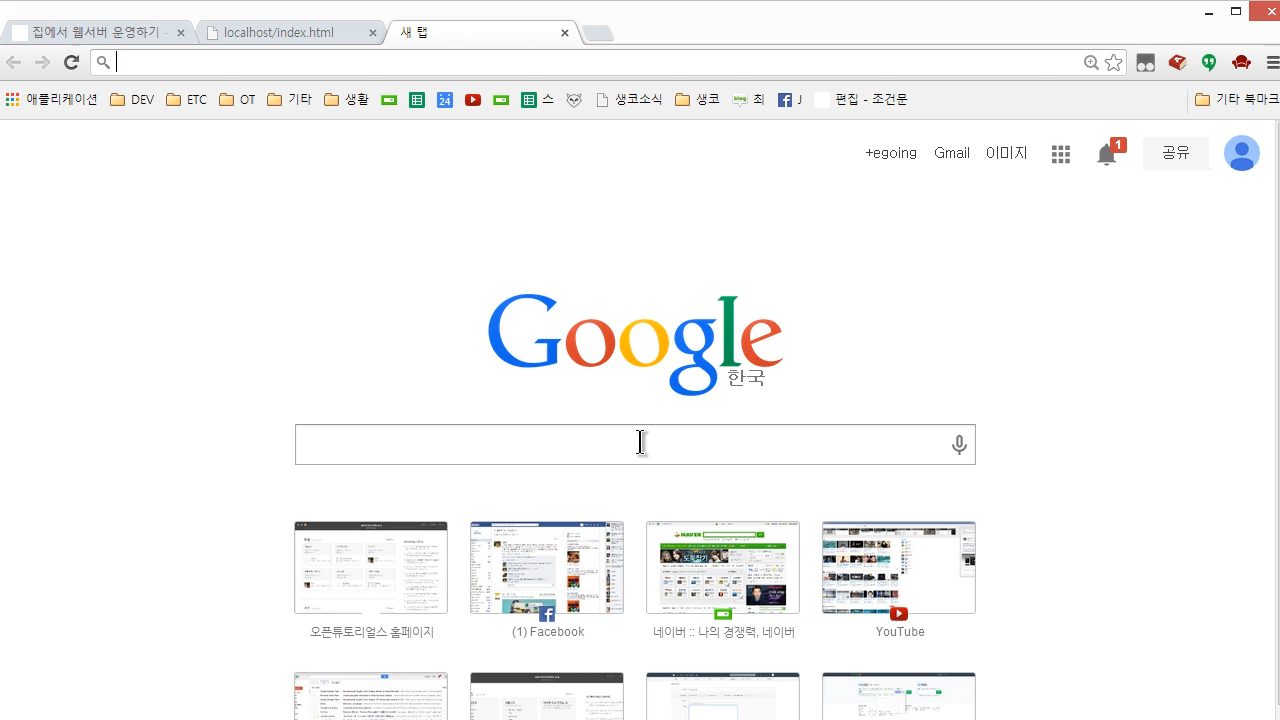 집에서 웹서버 운영하기 -
localhost/index.html
새 탭
애플리케이션 DEV ETC OT 기타 생활 24 스 생코소식 생코 blog 최 J 편집 - 조건문 기타 북마크
+egoing Gmail 이미지 1 공유
Google
한국
NAVER
오픈튜토리얼스 홈페이지 (1) Facebook 네이버 :: 나의 경쟁력, 네이버 YouTube